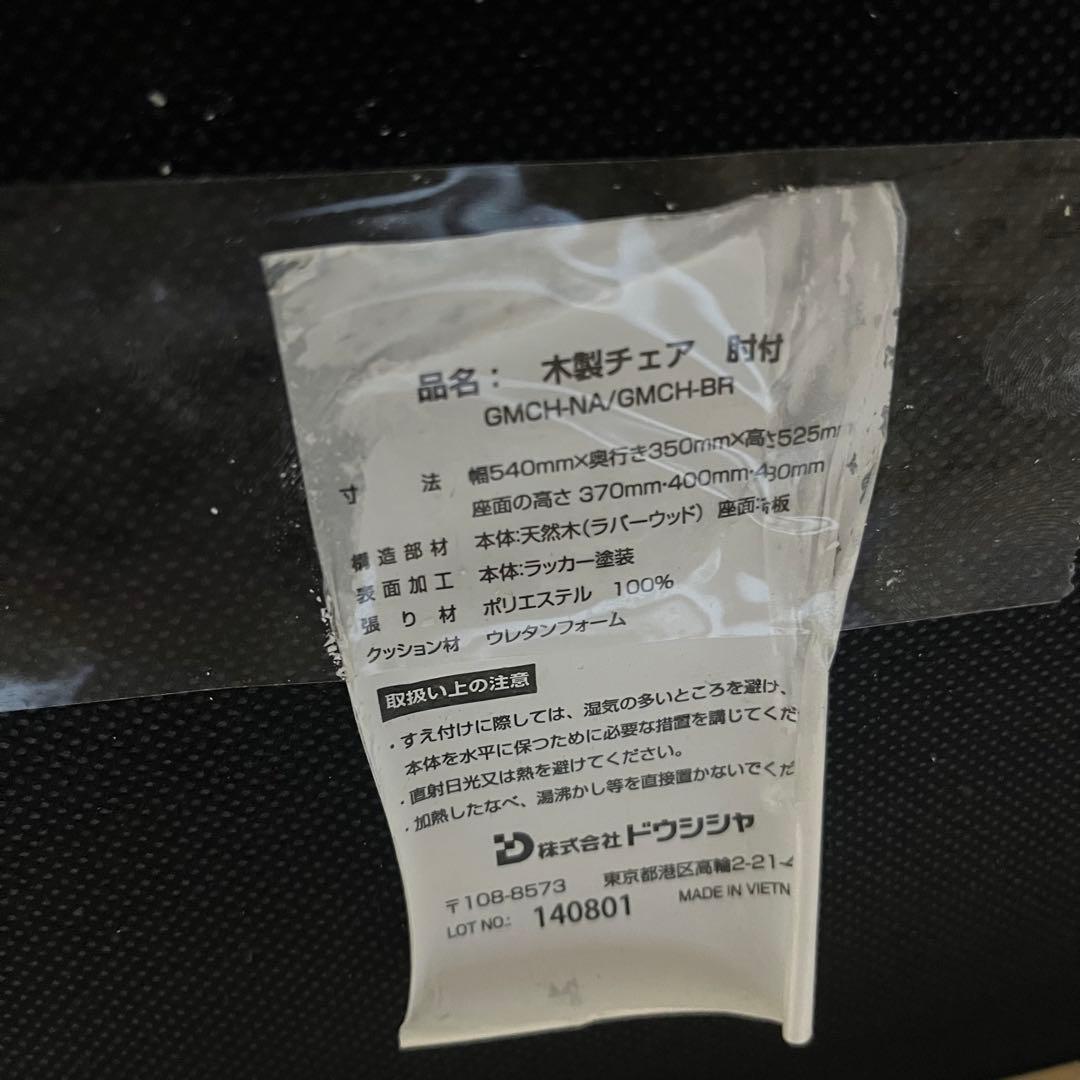 品名： 木製チェア 肘付
GMCH-NA/GMCH-BR
寸法 幅540mm×奥行き350mm×高さ525m
座面の高さ 370mm・400mm・430mm
構造部材 本体：天然木（ラバーウッド） 座面：板
表面加工 本体：ラッカー塗装
張り材 ポリエステル 100%
クッション材 ウレタンフォーム
取扱い上の注意
・すえ付けに際しては、湿気の多いところを避け、
本体を水平に保つために必要な措置を講じてくだ
・直射日光又は熱を避けてください。
・加熱したなべ、湯沸かし等を直接置かないでくだ
株式会社ドウシシャ
〒108-8573 東京都港区高輪2-21-4
LOT NO.: 140801 MADE IN VIETN